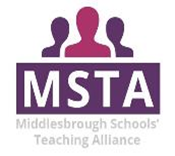 MSTA
Middlesbrough Schools'
Teaching Alliance